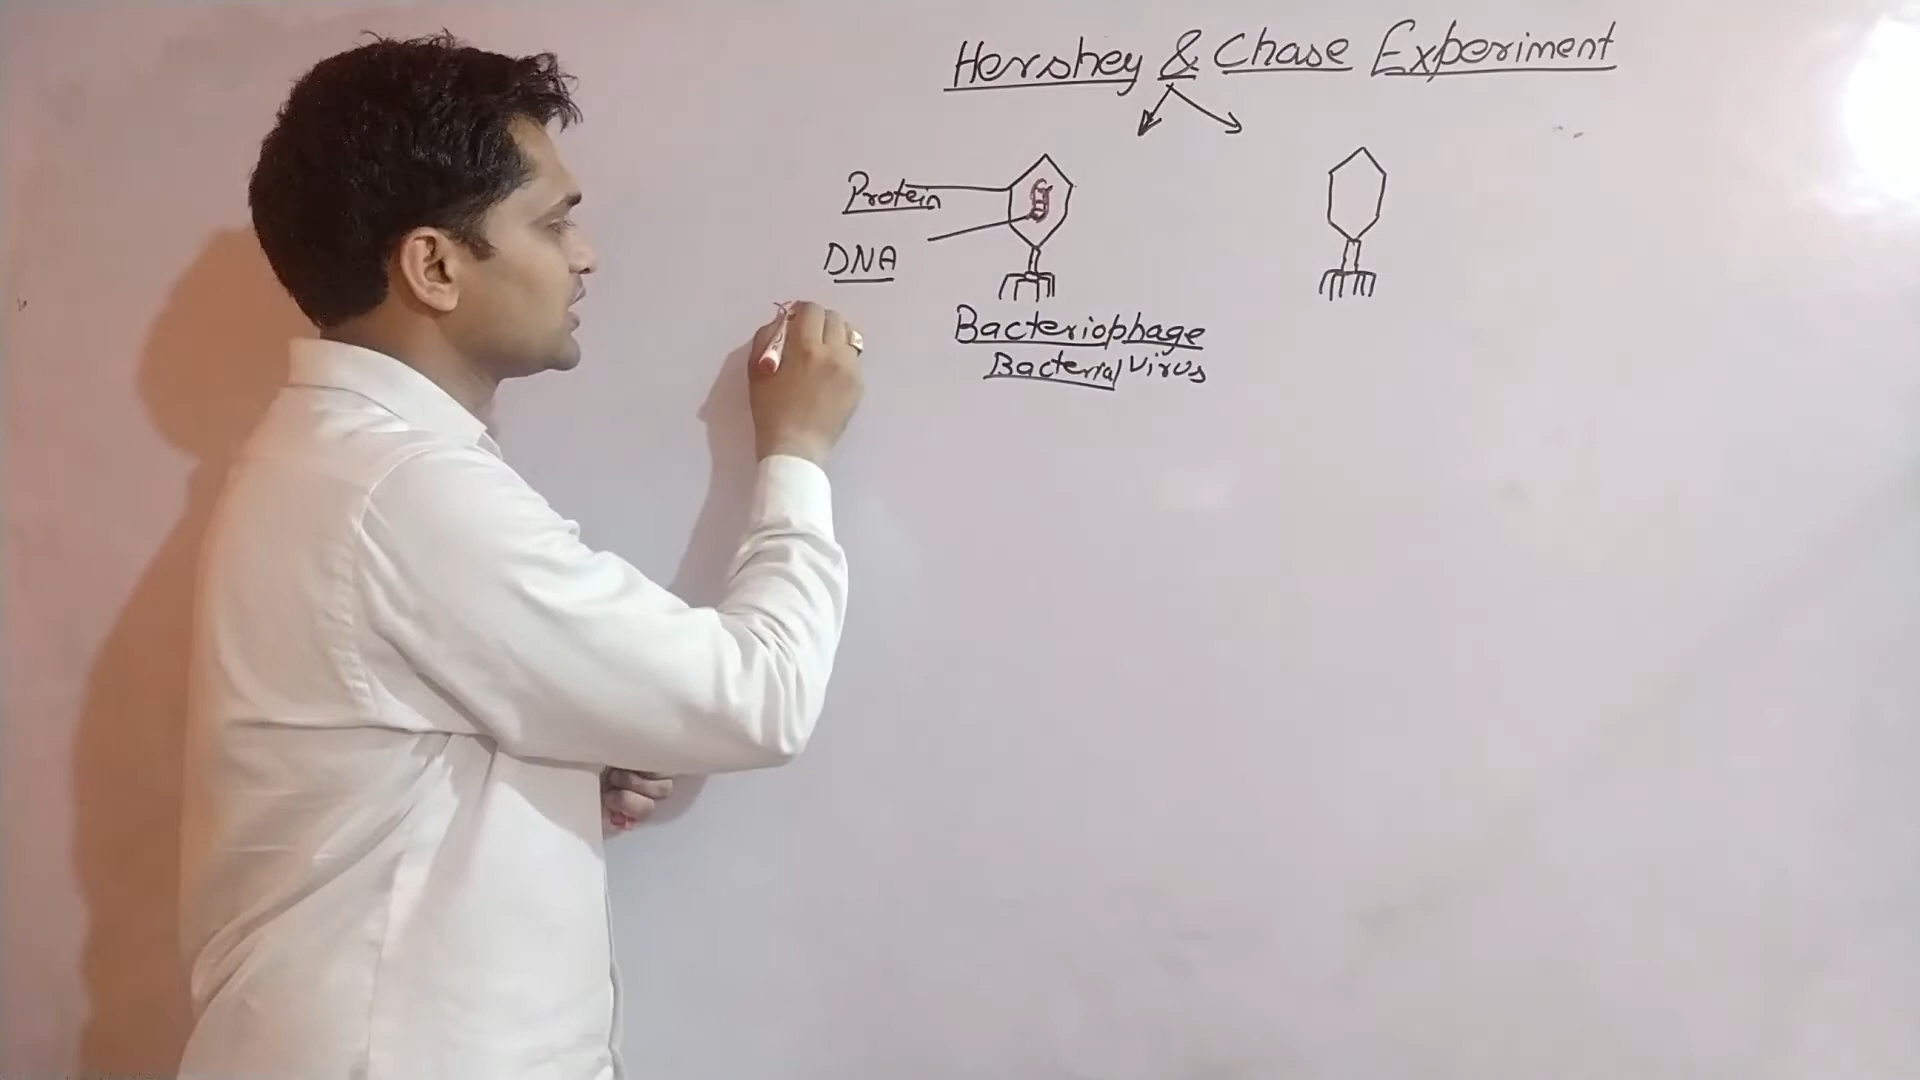 Hershey & Chase Experiment
Protein
DNA
Bacteriophage
Bacterial Virus